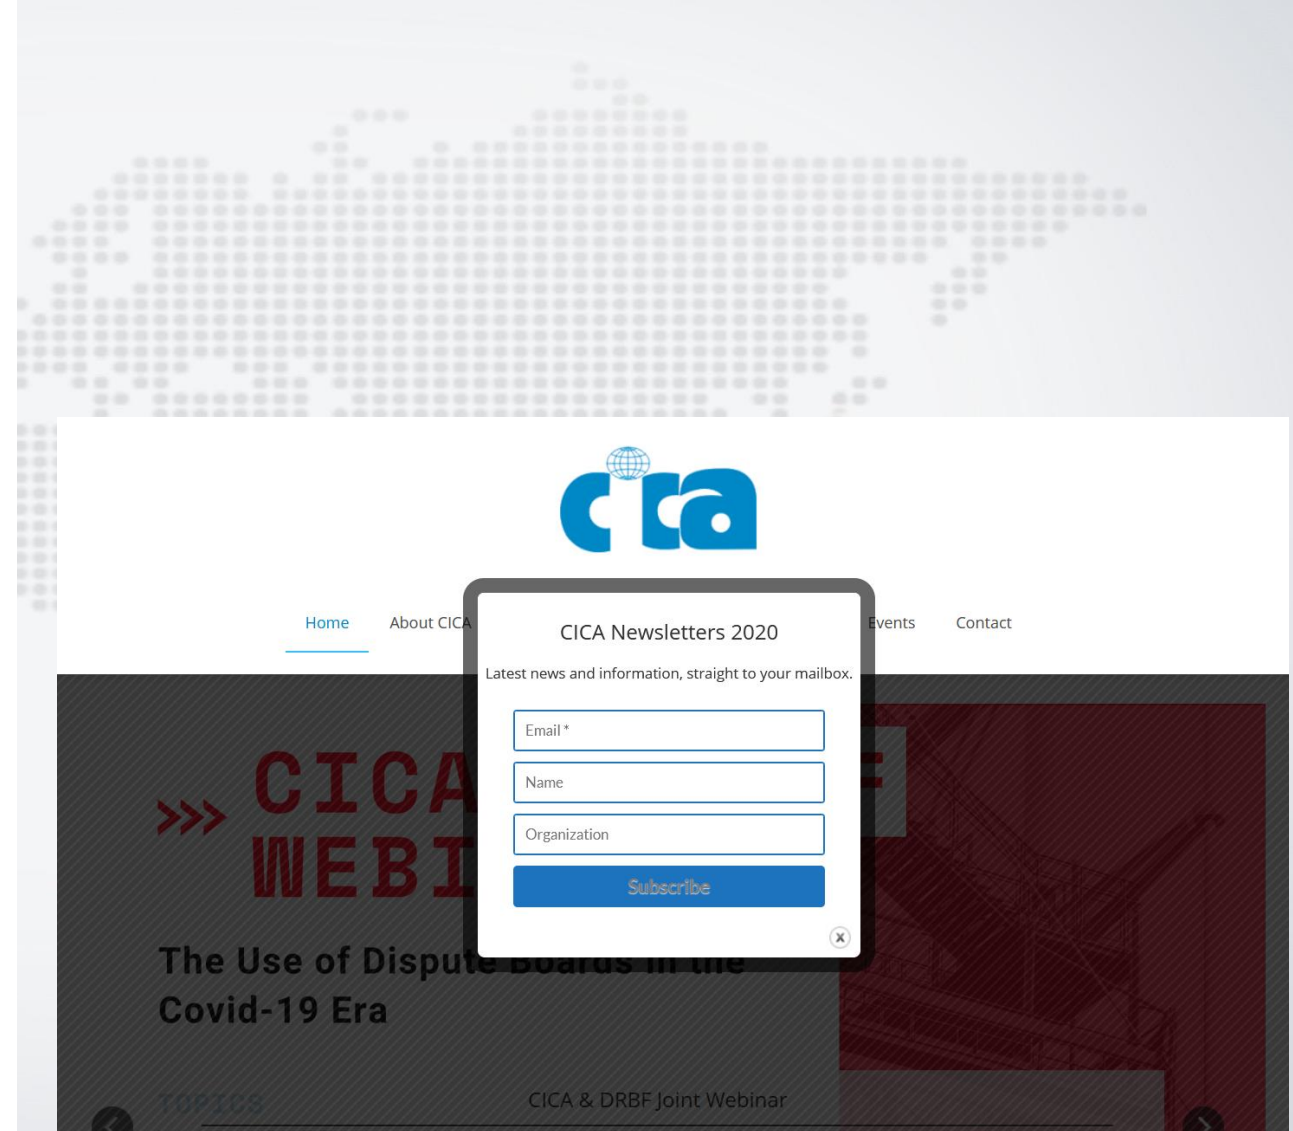 cica
Home
About CICA
Events
Contact
CICA Newsletters 2020
Latest news and information, straight to your mailbox.
Email *
Name
Organization
Subscribe
x
CICA
WEBI
The Use of Dispute Boards in the
Covid-19 Era
TOPICS
CICA & DRBF Joint Webinar